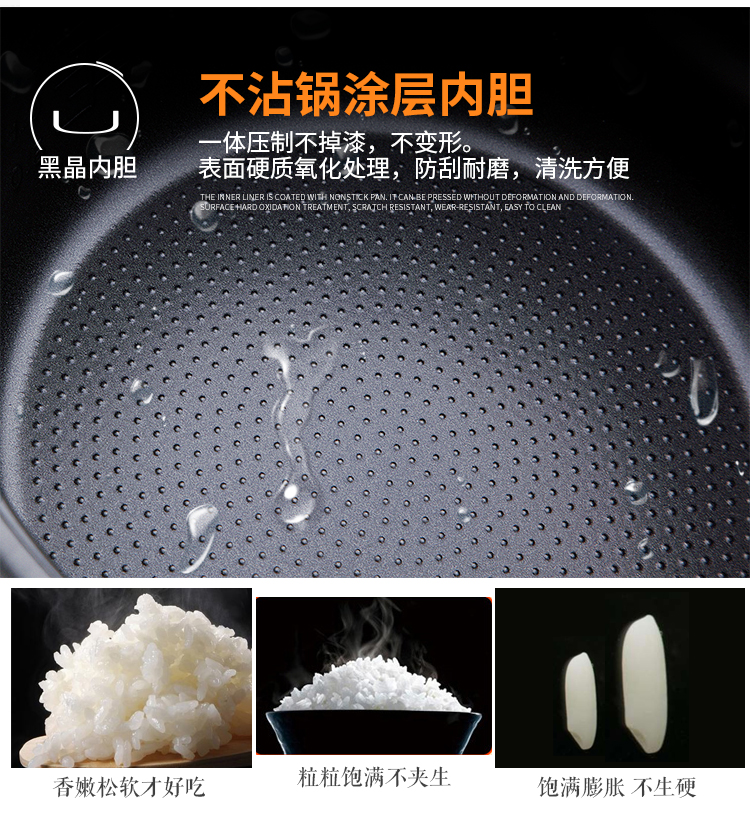 不沾锅涂层内胆
一体压制不掉漆，不变形。
黑晶内胆
表面硬质氧化处理，防刮耐磨，清洗方便
THE INNER LINER IS COATED WITH NONSTICK PAN. IT CAN BE PRESSED WITHOUT DEFORMATION AND DEFORMATION.
SURFACE HARD OXIDATION TREATMENT, SCRATCH RESISTANT, WEAR-RESISTANT, EASY TO CLEAN
香嫩松软才好吃
粒粒饱满不夹生
饱满膨胀 不生硬